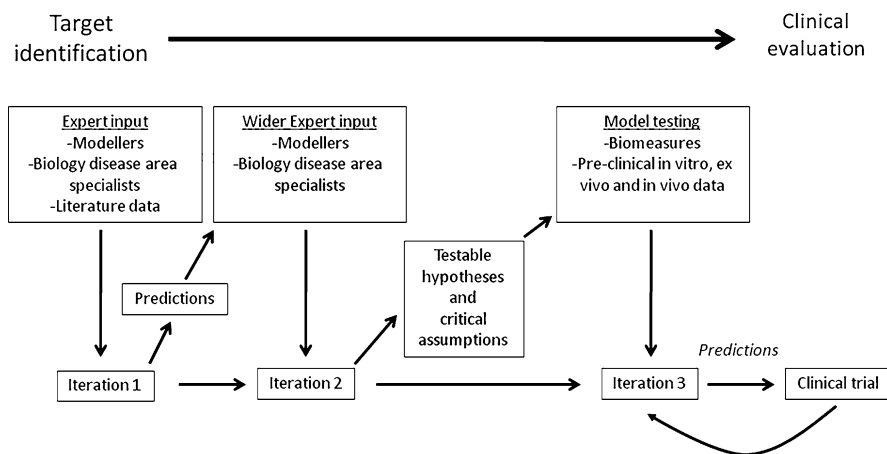 Target
identification
Clinical
evaluation
Expert input
-Modellers
-Biology disease area
specialists
-Literature data
Wider Expert input
-Modellers
-Biology disease area
specialists
Model testing
-Biomeasures
-Pre-clinical in vitro, ex
vivo and in vivo data
Testable
hypotheses
and
critical
assumptions
Predictions
Predictions
Iteration 1
Iteration 2
Iteration 3
Clinical trial